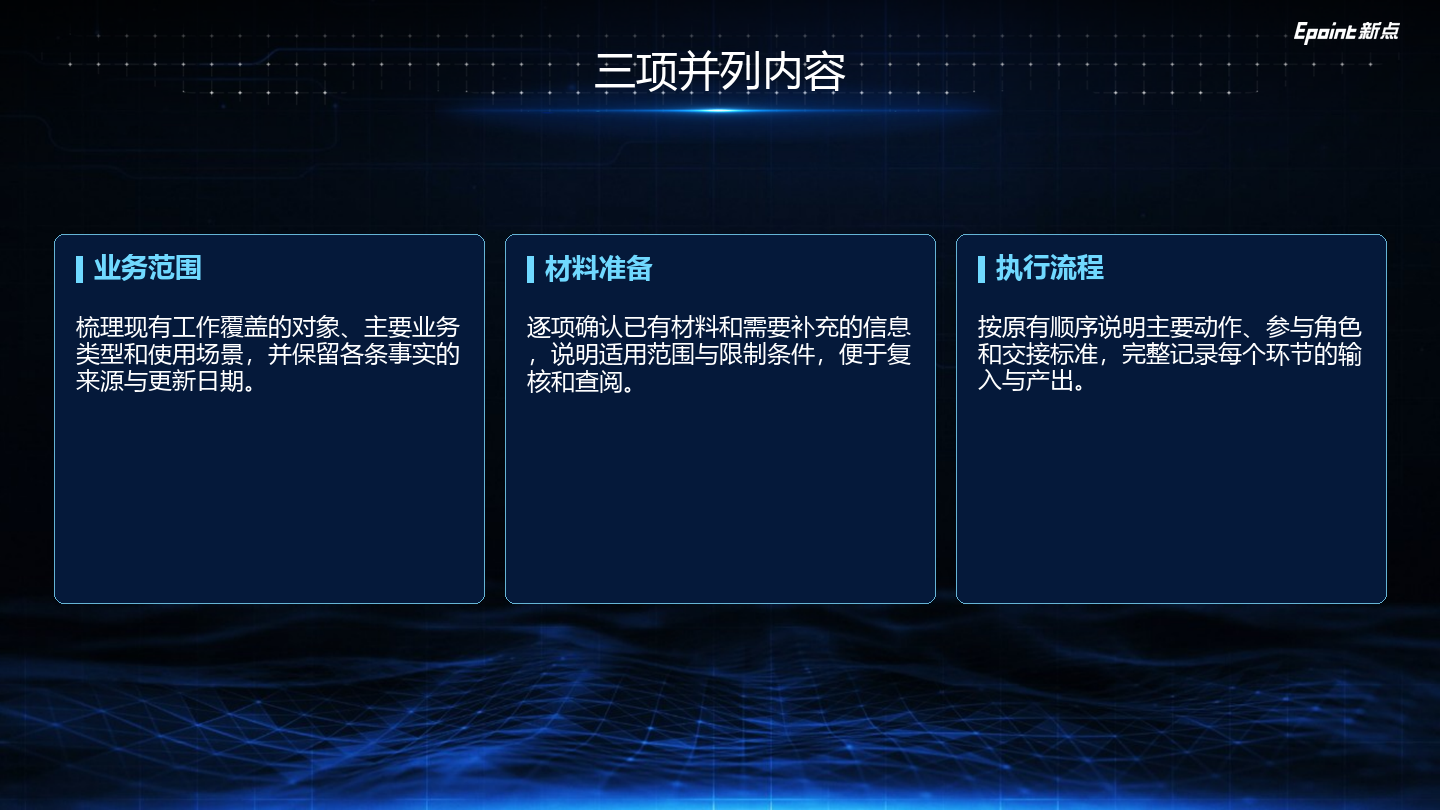 Epoint新点
三项并列内容
业务范围
梳理现有工作覆盖的对象、主要业务
类型和使用场景，并保留各条事实的
来源与更新日期。
材料准备
逐项确认已有材料和需要补充的信息
，说明适用范围与限制条件，便于复
核和查阅。
执行流程
按原有顺序说明主要动作、参与角色
和交接标准，完整记录每个环节的输
入与产出。